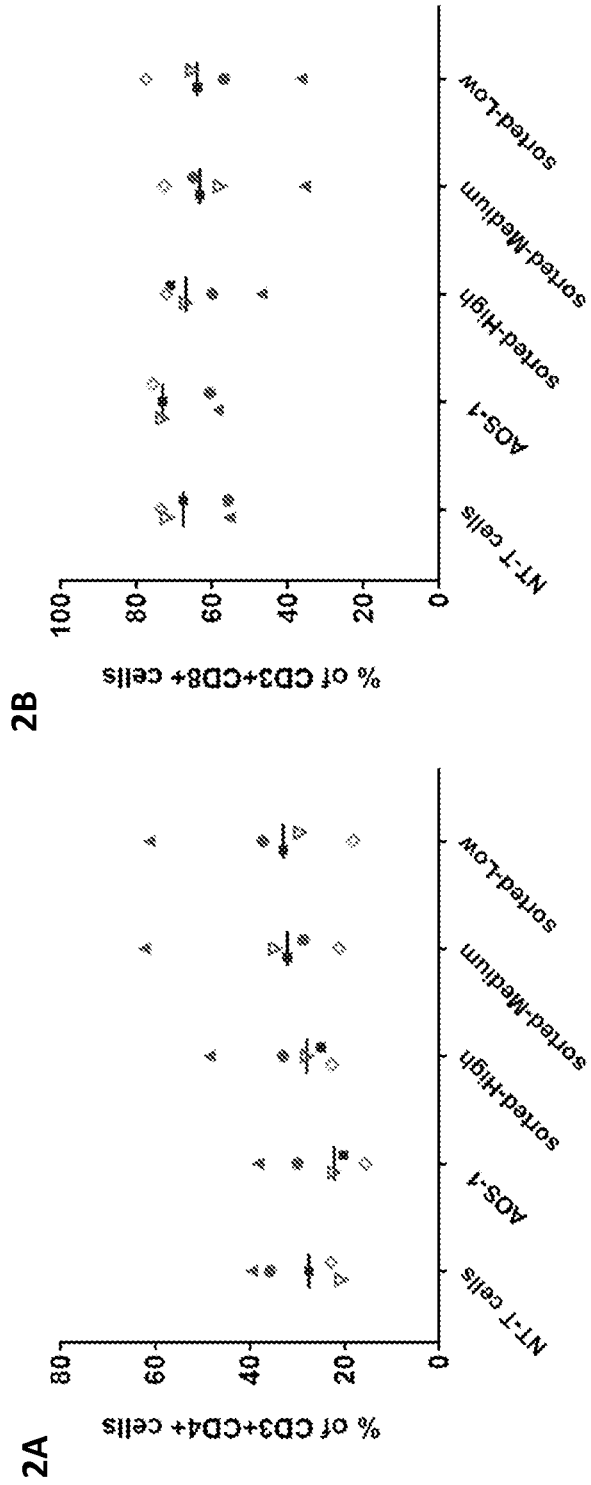 2A
% of CD3+CD4+ cells
80
60
40
20
0
NT-T cells
AOS-1
sorted-High
sorted-Medium
sorted-Low
2B
% of CD3+CD8+ cells
100
80
60
40
20
0
NT-T cells
AOS-1
sorted-High
sorted-Medium
sorted-Low